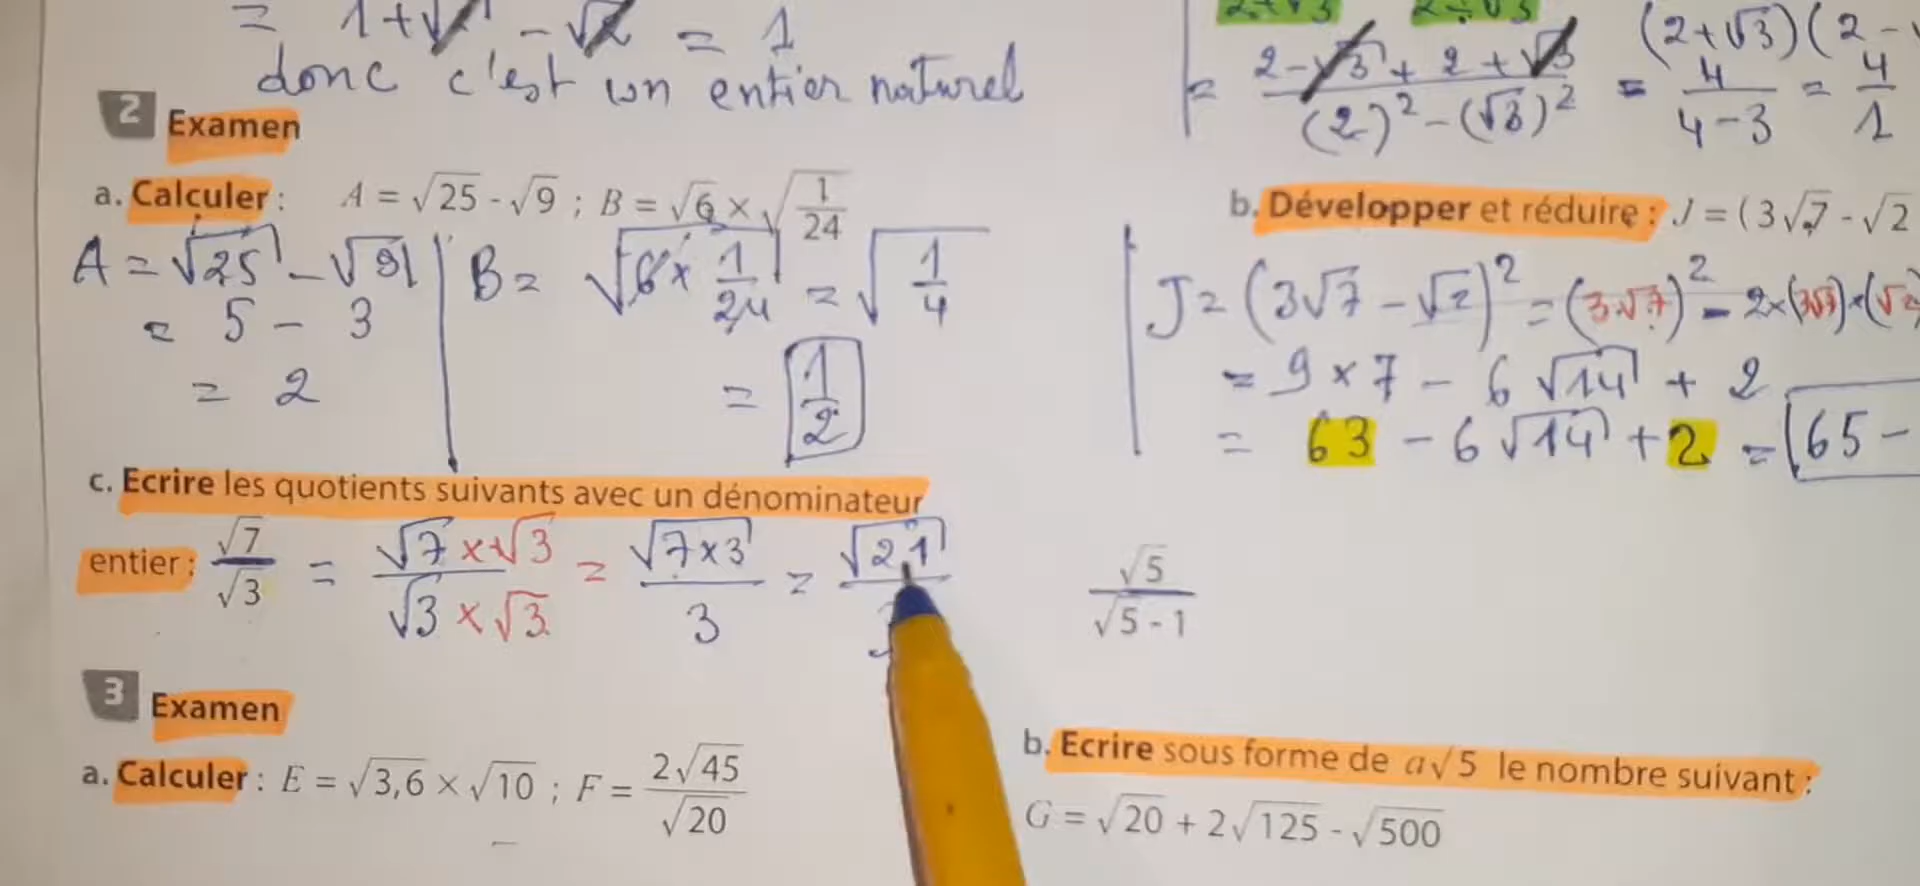 = 1+√2 - √2 = 1
donc c'est un entier naturel
2 Examen
a. Calculer : A = √25 - √9 ; B = √6 × √(1/24)
A = √25 - √9
= 5 - 3
= 2
B = √(6 × 1/24) = √(1/4)
= 1/2
c. Ecrire les quotients suivants avec un dénominateur
entier : √7/√3 = (√7 × √3)/(√3 × √3) = √(7×3)/3 = √21/
√5/(√5 - 1)
3 Examen
a. Calculer : E = √3,6 × √10 ; F = 2√45/√20
2+√3 2-√3
(2+√3)(2-
= (2-√3 + 2+√3)/((2)² - (√3)²) = 4/(4-3) = 4/1
b. Développer et réduire : J = (3√7 - √2
J = (3√7 - √2)² = (3√7)² - 2×(3√7)×(√2
= 9 × 7 - 6√14 + 2
= 63 - 6√14 + 2 = 65 -
b. Ecrire sous forme de a√5 le nombre suivant :
G = √20 + 2√125 - √500